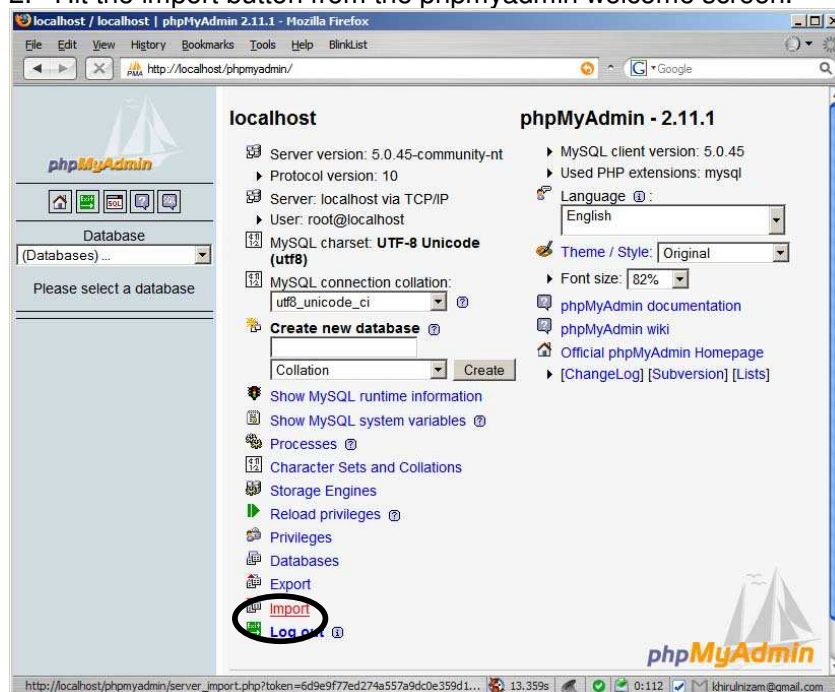 2. Hit the import button from the phpmyadmin welcome screen.
localhost / localhost | phpMyAdmin 2.11.1 - Mozilla Firefox
File Edit View History Bookmarks Tools Help BlinkList
http://localhost/phpmyadmin/
Google
phpMyAdmin
Database
(Databases) ...
Please select a database
localhost
Server version: 5.0.45-community-nt
Protocol version: 10
Server: localhost via TCP/IP
User: root@localhost
MySQL charset: UTF-8 Unicode
(utf8)
MySQL connection collation:
utf8_unicode_ci
Create new database
Collation
Create
Show MySQL runtime information
Show MySQL system variables
Processes
Character Sets and Collations
Storage Engines
Reload privileges
Privileges
Databases
Export
Import
Log out
phpMyAdmin - 2.11.1
MySQL client version: 5.0.45
Used PHP extensions: mysql
Language :
English
Theme / Style: Original
Font size: 82%
phpMyAdmin documentation
phpMyAdmin wiki
Official phpMyAdmin Homepage
[ChangeLog] [Subversion] [Lists]
phpMyAdmin
http://localhost/phpmyadmin/server_import.php?token=6d9e9f77ed274a557a9dc0e359d1... 13.359s 0:112 khirulnizam@gmail.com